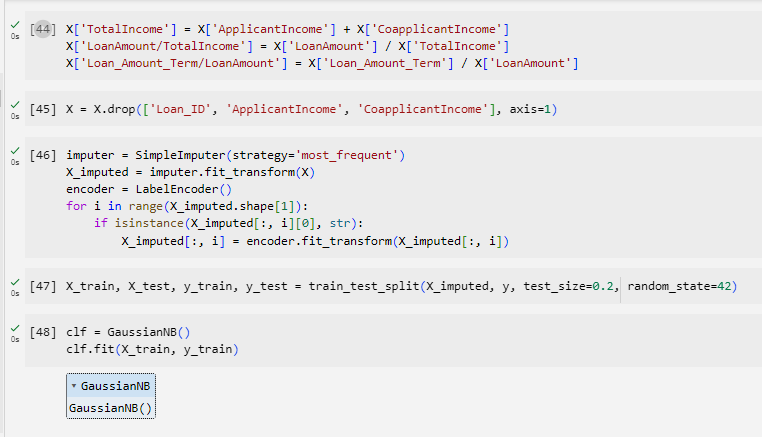 [44] X['TotalIncome'] = X['ApplicantIncome'] + X['CoapplicantIncome']
0s
X['LoanAmount/TotalIncome'] = X['LoanAmount'] / X['TotalIncome']
X['Loan_Amount_Term/LoanAmount'] = X['Loan_Amount_Term'] / X['LoanAmount']
[45] X = X.drop(['Loan_ID', 'ApplicantIncome', 'CoapplicantIncome'], axis=1)
0s
[46] imputer = SimpleImputer(strategy='most_frequent')
0s
X_imputed = imputer.fit_transform(X)
encoder = LabelEncoder()
for i in range(X_imputed.shape[1]):
if isinstance(X_imputed[:, i][0], str):
X_imputed[:, i] = encoder.fit_transform(X_imputed[:, i])
[47] X_train, X_test, y_train, y_test = train_test_split(X_imputed, y, test_size=0.2, random_state=42)
0s
[48] clf = GaussianNB()
0s
clf.fit(X_train, y_train)
GaussianNB
GaussianNB()